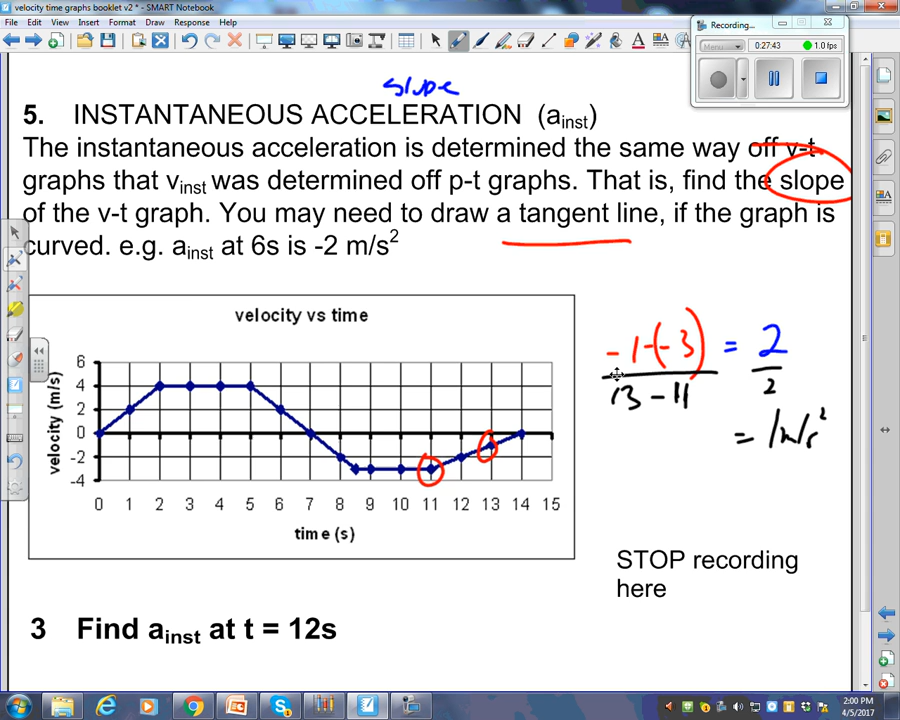 velocity time graphs booklet v2 * - SMART Notebook
File Edit View Insert Format Draw Response Help
Recording...
Menu
0:27:43
1.0 fps
slope
5. INSTANTANEOUS ACCELERATION (ainst)
The instantaneous acceleration is determined the same way off v-t
graphs that vinst was determined off p-t graphs. That is, find the slope
of the v-t graph. You may need to draw a tangent line, if the graph is
curved. e.g. ainst at 6s is -2 m/s2
velocity vs time
velocity (m/s)
6
4
2
0
-2
-4
0 1 2 3 4 5 6 7 8 9 10 11 12 13 14 15
time (s)
-1-(-3) = 2
13-11 2
= 1m/s2
STOP recording
here
3 Find ainst at t = 12s
2:00 PM
4/5/2017